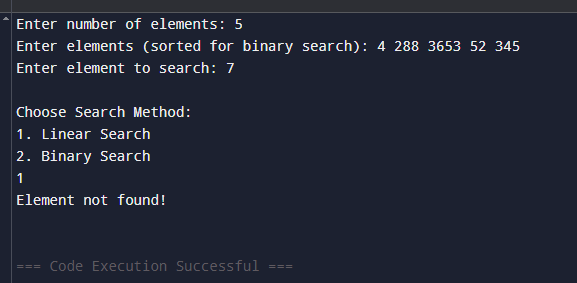 Enter number of elements: 5
Enter elements (sorted for binary search): 4 288 3653 52 345
Enter element to search: 7
Choose Search Method:
1. Linear Search
2. Binary Search
1
Element not found!
=== Code Execution Successful ===